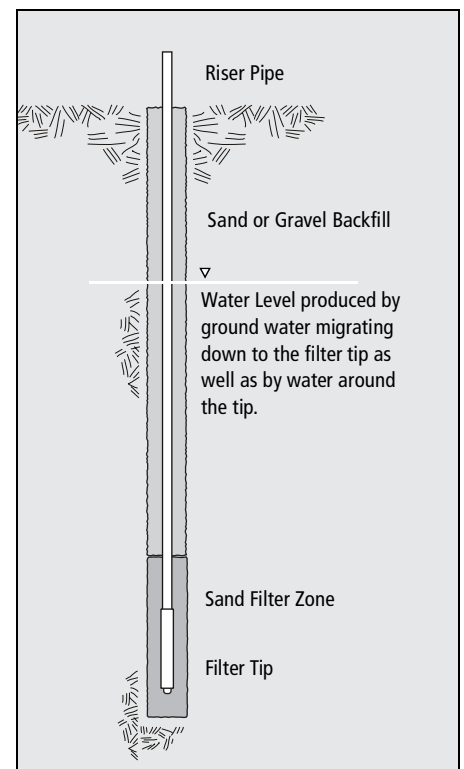 Riser Pipe
Sand or Gravel Backfill
Water Level produced by
ground water migrating
down to the filter tip as
well as by water around
the tip.
Sand Filter Zone
Filter Tip